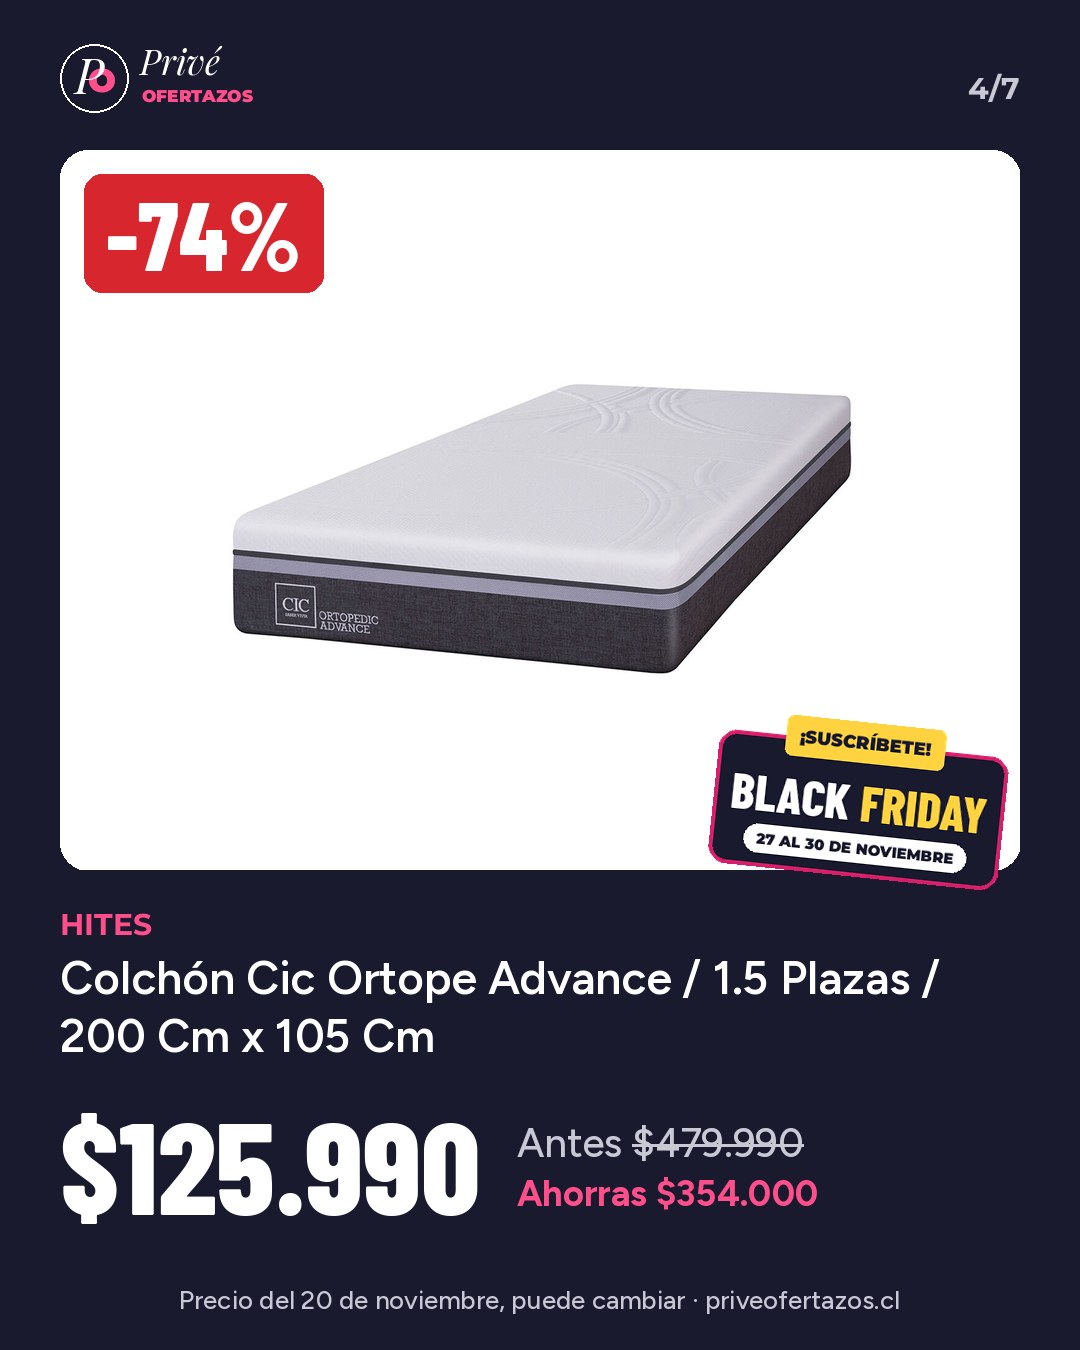 Privé
OFERTAZOS
4/7
-74%
CIC
ORTOPEDIC
ADVANCE
¡SUSCRÍBETE!
BLACK FRIDAY
27 AL 30 DE NOVIEMBRE
HITES
Colchón Cic Ortope Advance / 1.5 Plazas /
200 Cm x 105 Cm
$125.990
Antes $479.990
Ahorras $354.000
Precio del 20 de noviembre, puede cambiar · priveofertazos.cl